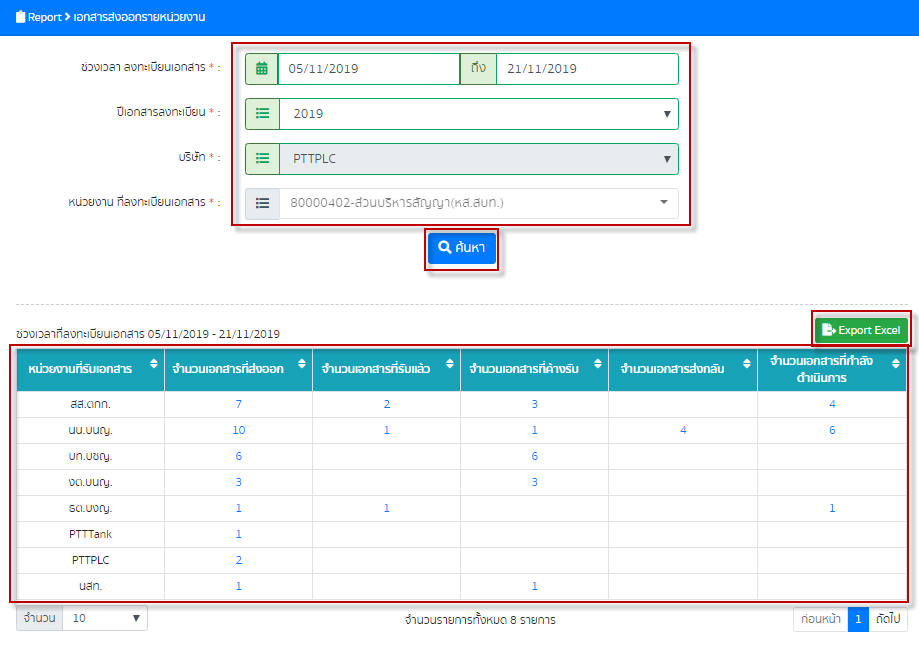 Report > เอกสารส่งออกรายหน่วยงาน
ช่วงเวลา ลงทะเบียนเอกสาร * : 05/11/2019 ถึง 21/11/2019
ปีเอกสารลงทะเบียน * : 2019
บริษัท * : PTTPLC
หน่วยงาน ที่ลงทะเบียนเอกสาร * : 80000402-ส่วนบริหารสัญญา(หส.สบท.)
ค้นหา
Export Excel
ช่วงเวลาที่ลงทะเบียนเอกสาร 05/11/2019 - 21/11/2019
หน่วยงานที่รับเอกสาร จำนวนเอกสารที่ส่งออก จำนวนเอกสารที่รับแล้ว จำนวนเอกสารที่ค้างรับ จำนวนเอกสารส่งกลับ จำนวนเอกสารที่กำลัง
ดำเนินการ
สส.ตภก. 7 2 3 4
นน.บนญ. 10 1 1 4 6
บท.บชญ. 6 6
งต.บนญ. 3 3
ธต.บงญ. 1 1 1
PTTTank 1
PTTPLC 2
นสท. 1 1
จำนวน 10
จำนวนรายการทั้งหมด 8 รายการ
ก่อนหน้า 1 ถัดไป